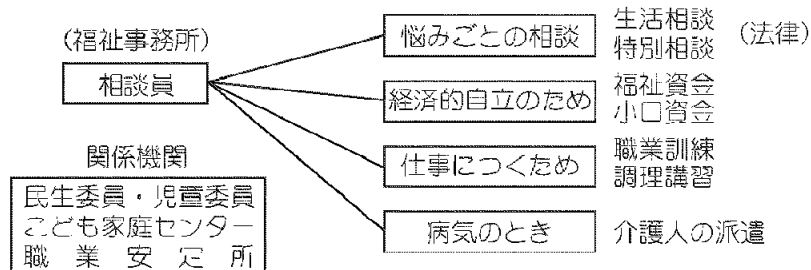 (福祉事務所)
相談員
関係機関
民生委員・児童委員
こども家庭センター
職業安定所
悩みごとの相談
生活相談
特別相談
(法律)
経済的自立のため
福祉資金
小口資金
仕事につくため
職業訓練
調理講習
病気のとき
介護人の派遣